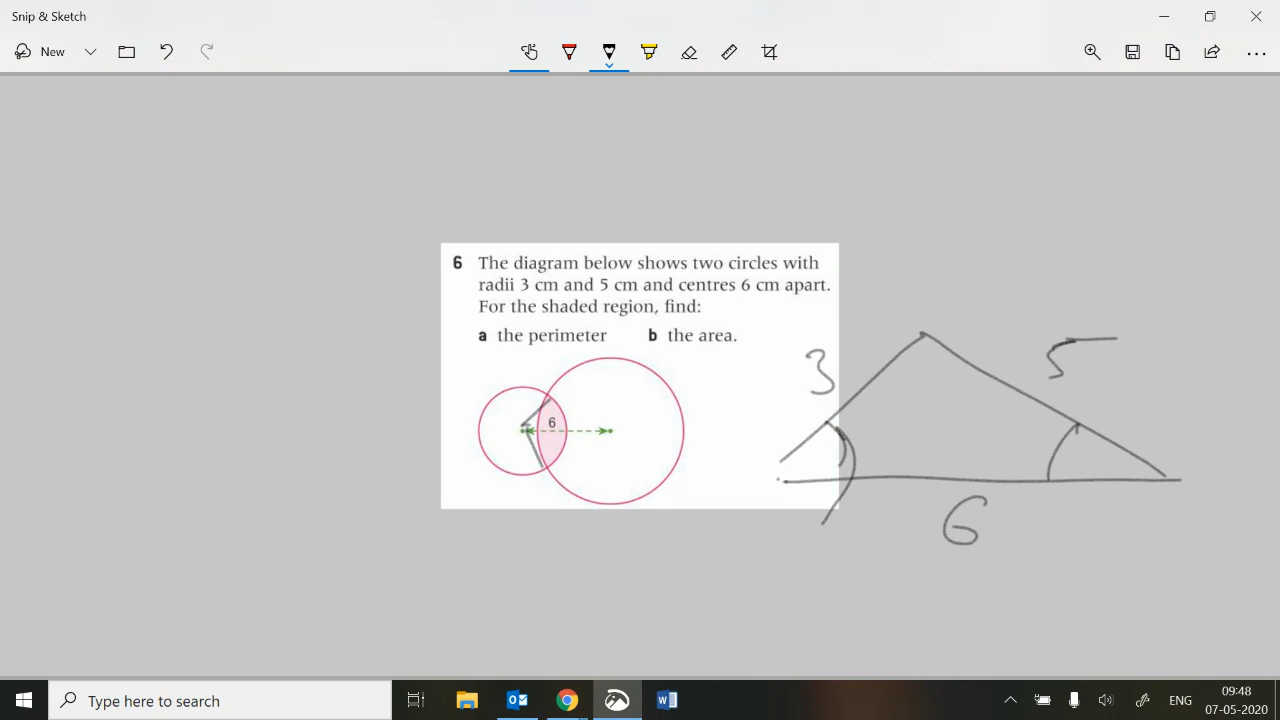 Snip & Sketch
New
6 The diagram below shows two circles with
radii 3 cm and 5 cm and centres 6 cm apart.
For the shaded region, find:
a the perimeter b the area.
6
3
5
6
Type here to search
ENG
09:48
07-05-2020